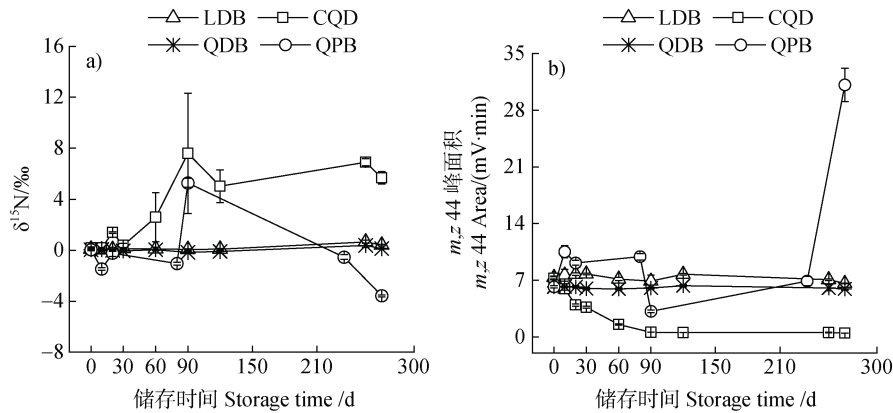 LDB CQD
QDB QPB
a)
16
12
8
4
0
−4
−8
δ¹⁵N/‰
0 30 60 90 150 210 300
储存时间 Storage time /d
LDB CQD
QDB QPB
b)
35
28
21
14
7
0
m,z 44 峰面积
m,z 44 Area/(mV·min)
0 30 60 90 150 210 300
储存时间 Storage time /d